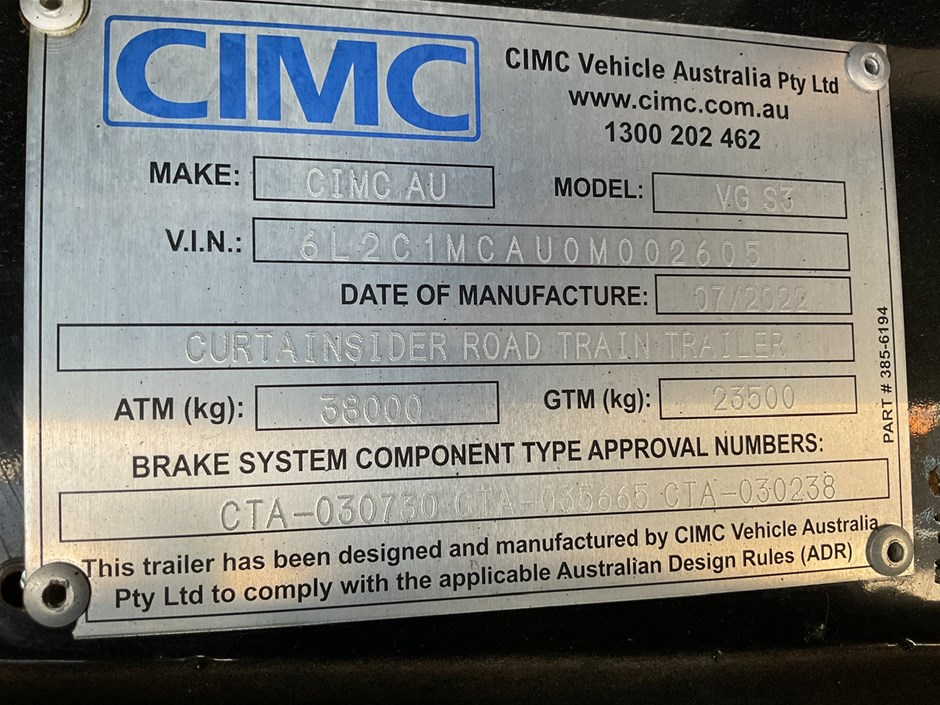 CIMC
CIMC Vehicle Australia Pty Ltd
www.cimc.com.au
1300 202 462
MAKE: CIMC AU MODEL: VG S3
V.I.N.: 6L2C1MCAU0M002605
DATE OF MANUFACTURE: 07/2022
CURTAINSIDER ROAD TRAIN TRAILER
ATM (kg): 38000 GTM (kg): 23500
BRAKE SYSTEM COMPONENT TYPE APPROVAL NUMBERS:
CTA-030730 CTA-035665 CTA-030238
This trailer has been designed and manufactured by CIMC Vehicle Australia
Pty Ltd to comply with the applicable Australian Design Rules (ADR)
PART # 385-6194